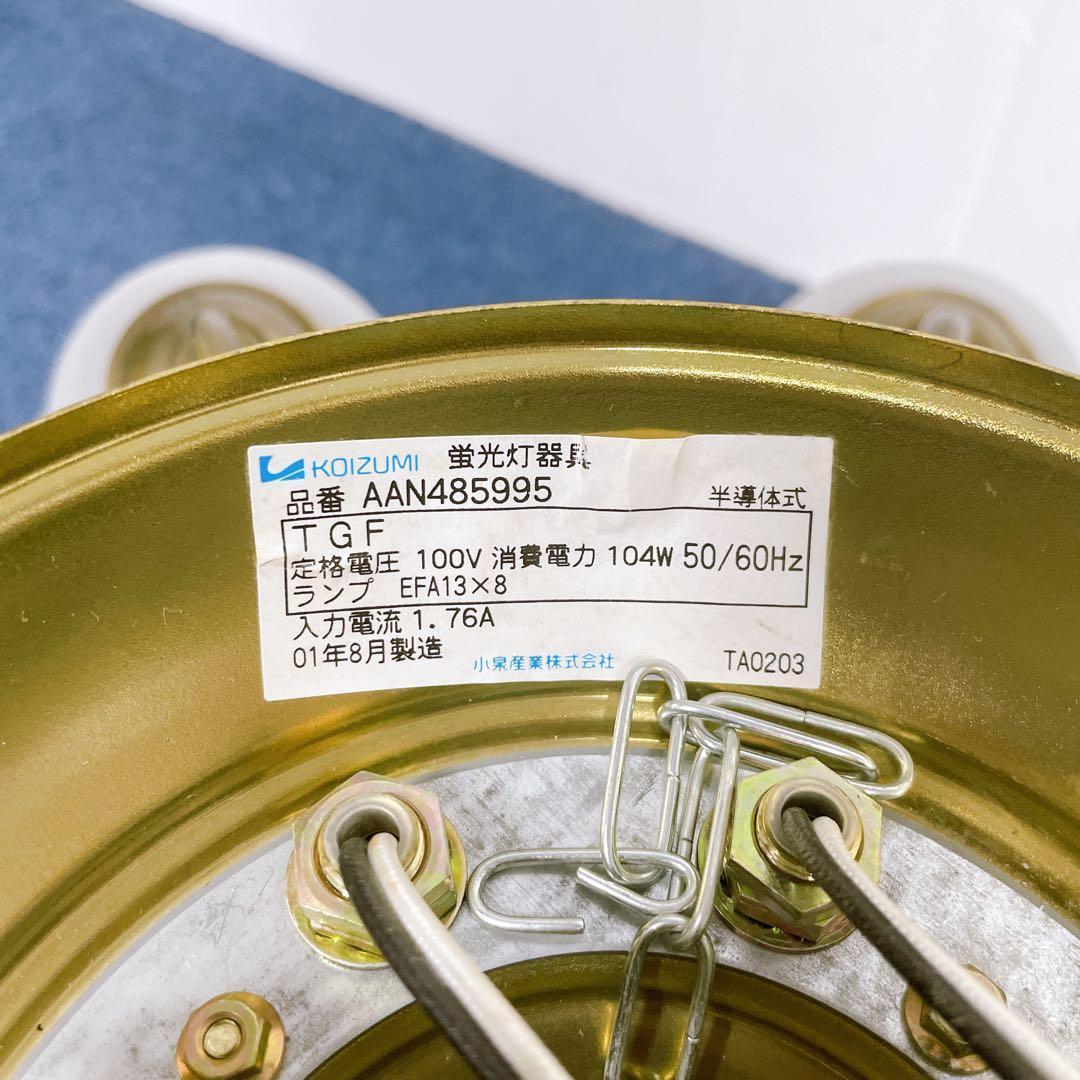 KOIZUMI 蛍光灯器具
品番 AAN485995 半導体式
TGF
定格電圧 100V 消費電力 104W 50/60Hz
ランプ EFA13×8
入力電流 1.76A
01年8月製造 小泉産業株式会社 TA0203